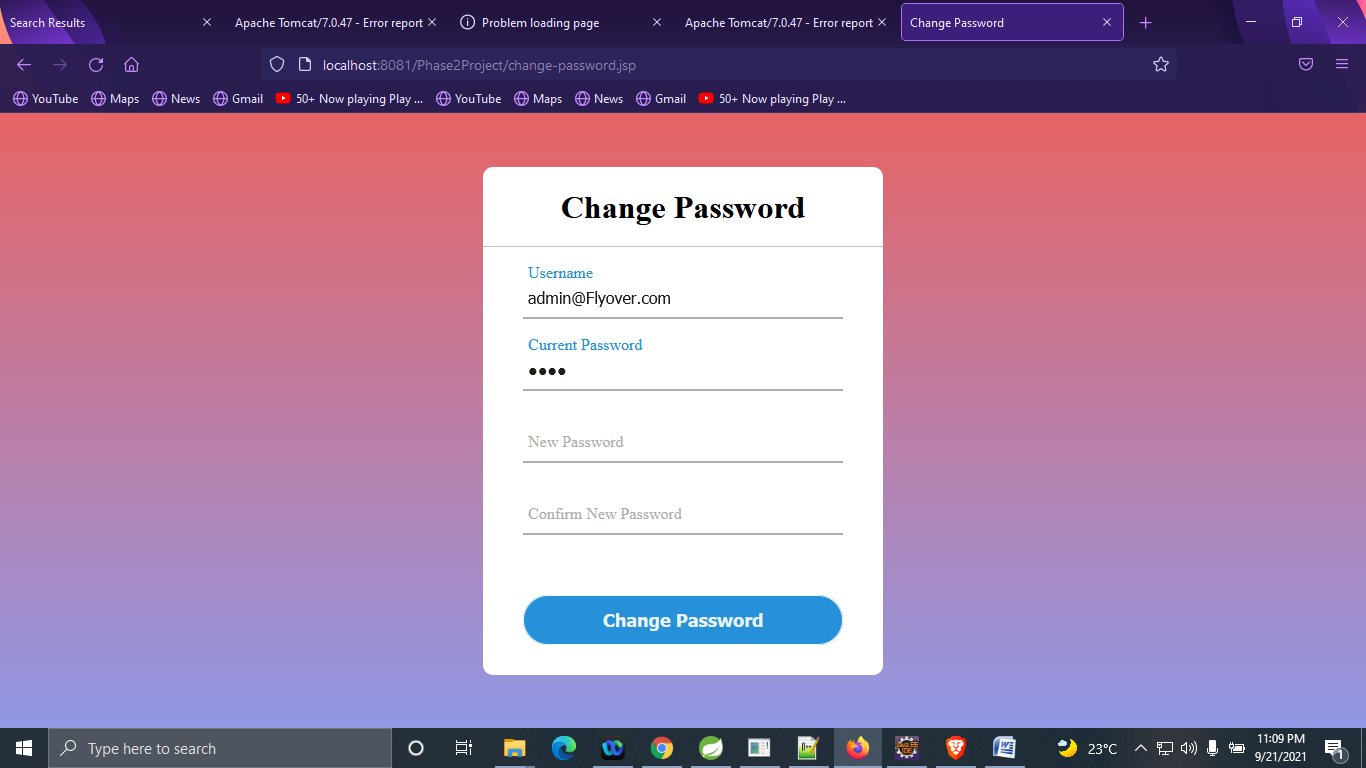 Search Results
Apache Tomcat/7.0.47 - Error report
Problem loading page
Apache Tomcat/7.0.47 - Error report
Change Password
localhost:8081/Phase2Project/change-password.jsp
YouTube
Maps
News
Gmail
50+ Now playing Play ...
YouTube
Maps
News
Gmail
50+ Now playing Play ...
Change Password
Username
admin@Flyover.com
Current Password
••••
New Password
Confirm New Password
Change Password
Type here to search
23°C
11:09 PM
9/21/2021
1